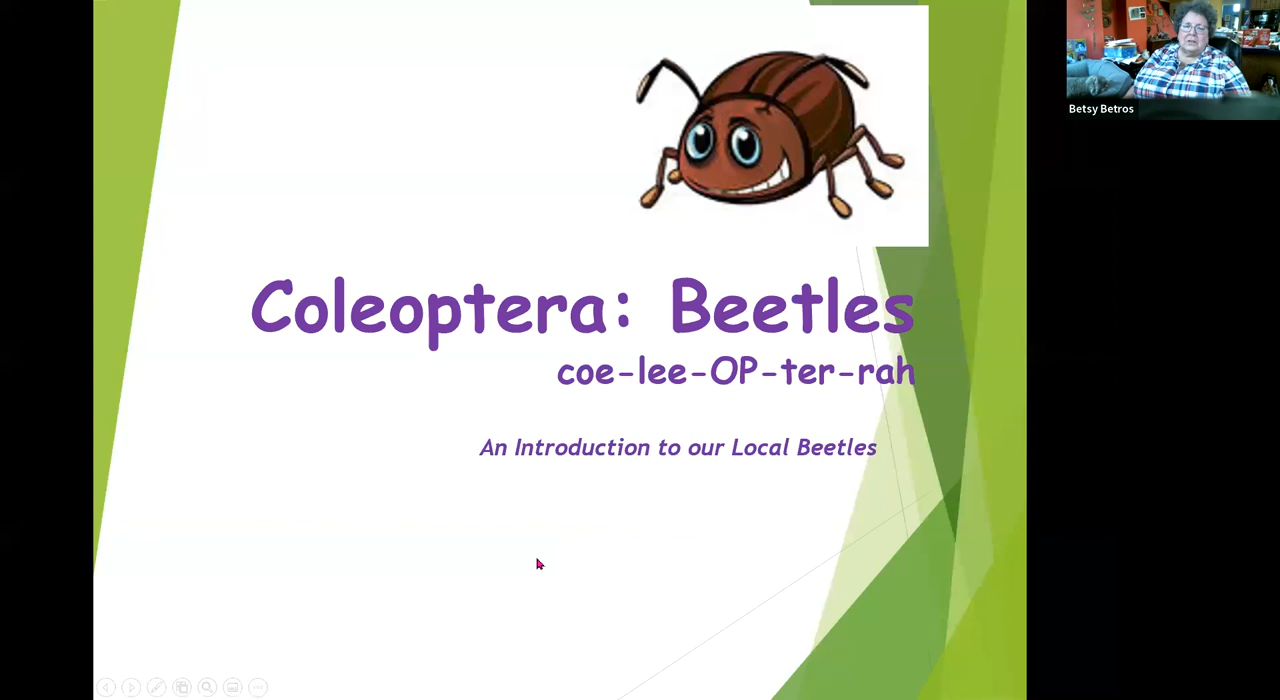 Coleoptera: Beetles
coe-lee-OP-ter-rah
An Introduction to our Local Beetles
Betsy Betros